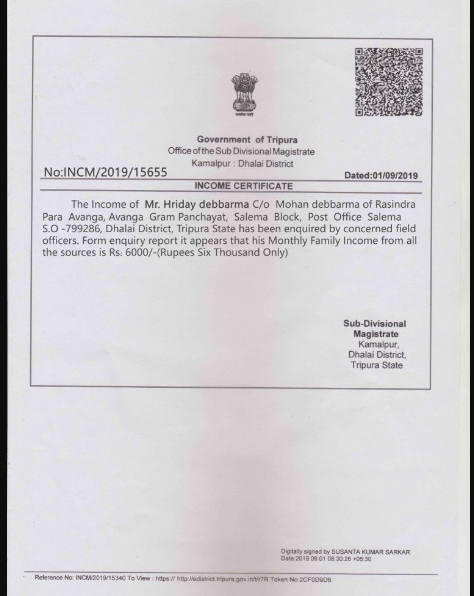 Government of Tripura
Office of the Sub Divisional Magistrate
Kamalpur : Dhalai District
No:INCM/2019/15655
Dated:01/09/2019
INCOME CERTIFICATE
The Income of Mr. Hriday debbarma C/o Mohan debbarma of Rasindra
Para Avanga, Avanga Gram Panchayat, Salema Block, Post Office Salema
S.O -799286, Dhalai District, Tripura State has been enquired by concerned field
officers. Form enquiry report it appears that his Monthly Family Income from all
the sources is Rs. 6000/-(Rupees Six Thousand Only)
Sub-Divisional
Magistrate
Kamalpur,
Dhalai District,
Tripura State
Digitally signed by SUSANTA KUMAR SARKAR
Date:2019.09.01 08:30:26 +05:30
Reference No: INCM/2019/15340 To View : https:// http://edistrict.tripura.gov.in/t/r7R Token No:2CF0D9D6